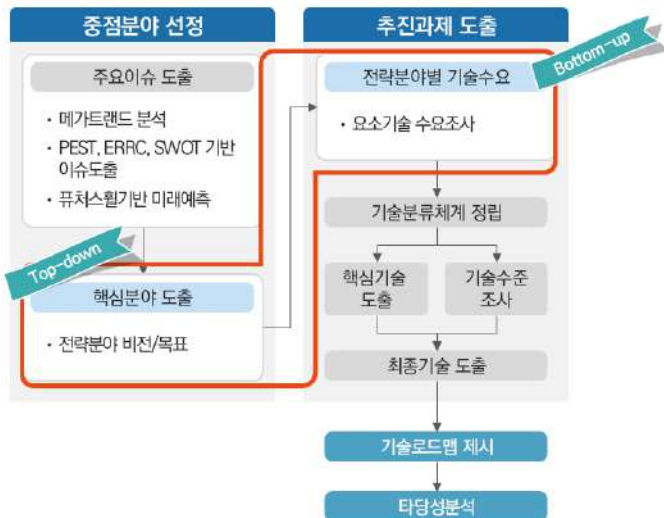 중점분야 선정
주요이슈 도출
· 메가트랜드 분석
· PEST, ERRC, SWOT 기반
이슈도출
· 퓨처스휠기반 미래예측
Top-down
핵심분야 도출
· 전략분야 비전/목표
추진과제 도출
Bottom-up
전략분야별 기술수요
· 요소기술 수요조사
기술분류체계 정립
핵심기술
도출
기술수준
조사
최종기술 도출
기술로드맵 제시
타당성분석